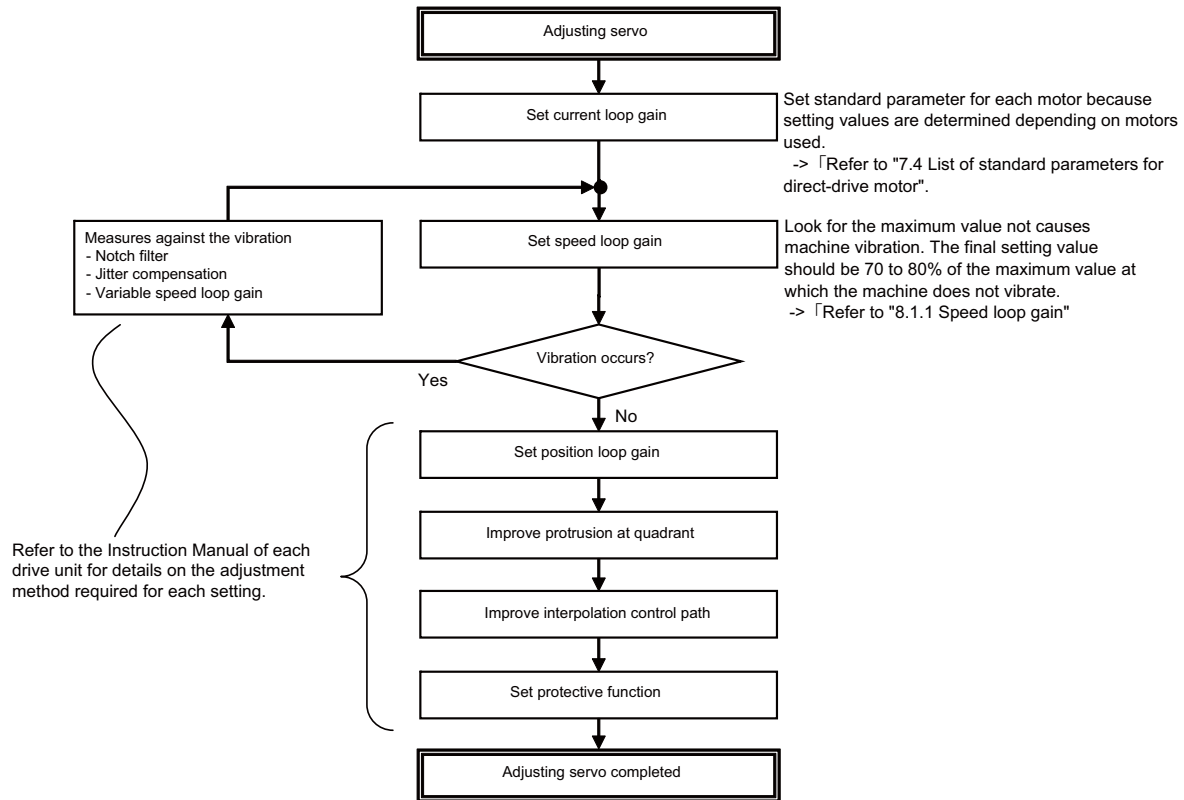 Adjusting servo
Set current loop gain
Set standard parameter for each motor because
setting values are determined depending on motors
used.
-> ｢Refer to "7.4 List of standard parameters for
direct-drive motor".
Measures against the vibration
- Notch filter
- Jitter compensation
- Variable speed loop gain
Set speed loop gain
Look for the maximum value not causes
machine vibration. The final setting value
should be 70 to 80% of the maximum value at
which the machine does not vibrate.
-> ｢Refer to "8.1.1 Speed loop gain"
Vibration occurs?
Yes
No
Set position loop gain
Improve protrusion at quadrant
Refer to the Instruction Manual of each
drive unit for details on the adjustment
method required for each setting.
Improve interpolation control path
Set protective function
Adjusting servo completed